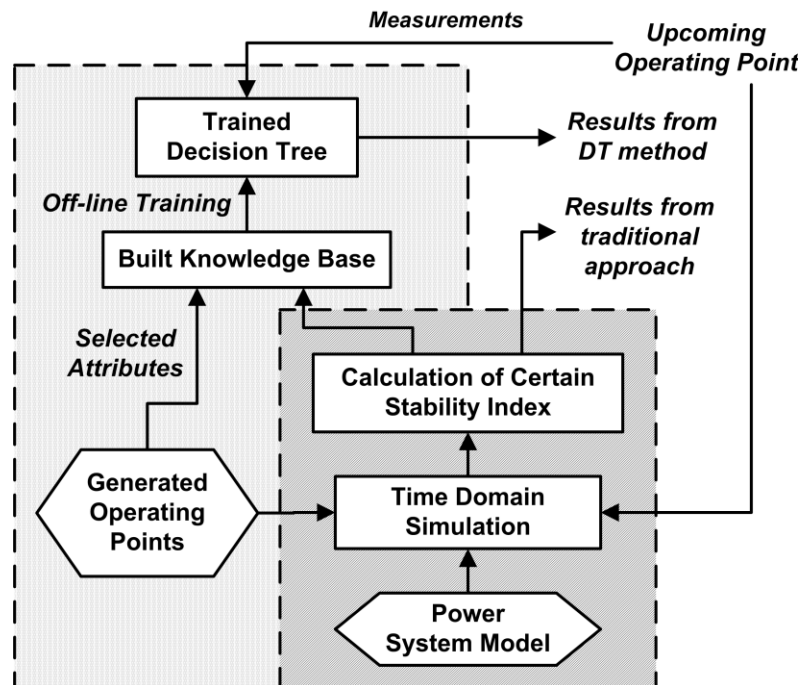 Measurements
Upcoming
Operating Point
Trained
Decision Tree
Results from
DT method
Off-line Training
Results from
traditional
approach
Built Knowledge Base
Selected
Attributes
Calculation of Certain
Stability Index
Generated
Operating
Points
Time Domain
Simulation
Power
System Model